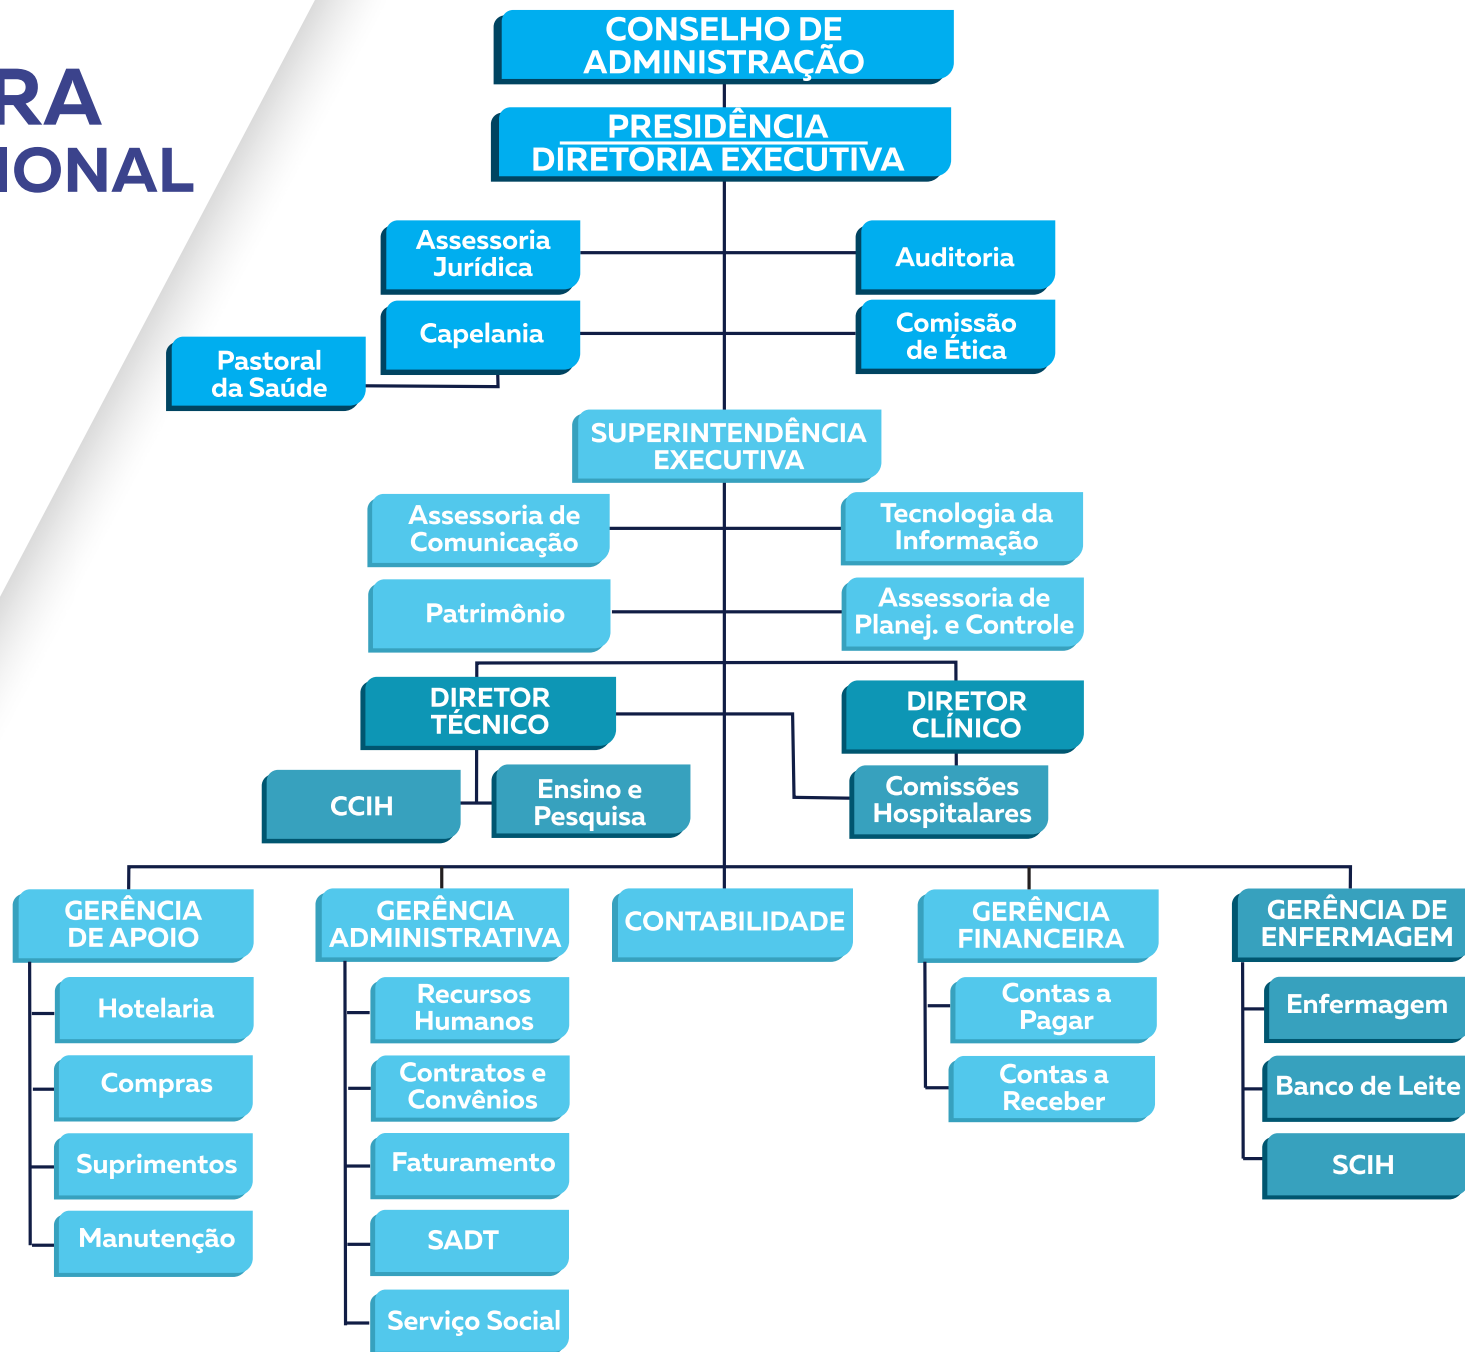 RA
IONAL
CONSELHO DE
ADMINISTRAÇÃO
PRESIDÊNCIA
DIRETORIA EXECUTIVA
Assessoria
Jurídica
Auditoria
Capelania
Comissão
de Ética
Pastoral
da Saúde
SUPERINTENDÊNCIA
EXECUTIVA
Assessoria de
Comunicação
Tecnologia da
Informação
Patrimônio
Assessoria de
Planej. e Controle
DIRETOR
TÉCNICO
DIRETOR
CLÍNICO
CCIH
Ensino e
Pesquisa
Comissões
Hospitalares
GERÊNCIA
DE APOIO
Hotelaria
Compras
Suprimentos
Manutenção
GERÊNCIA
ADMINISTRATIVA
Recursos
Humanos
Contratos e
Convênios
Faturamento
SADT
Serviço Social
CONTABILIDADE
GERÊNCIA
FINANCEIRA
Contas a
Pagar
Contas a
Receber
GERÊNCIA DE
ENFERMAGEM
Enfermagem
Banco de Leite
SCIH